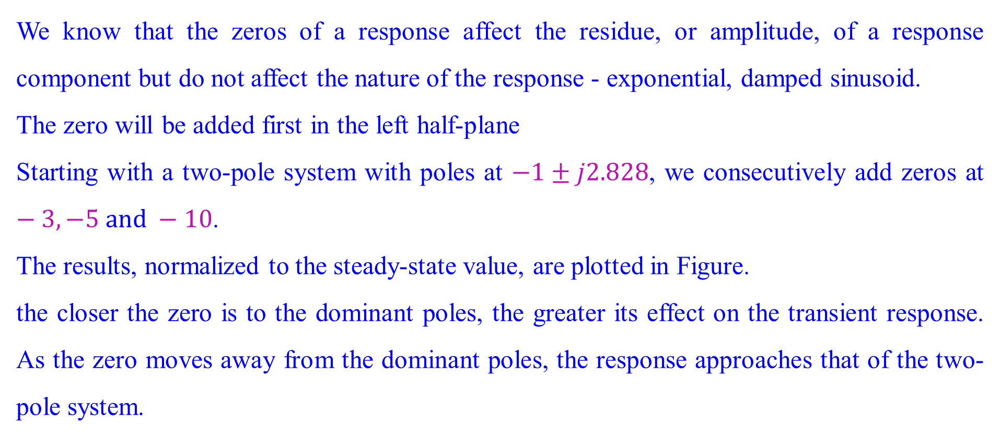 We know that the zeros of a response affect the residue, or amplitude, of a response
component but do not affect the nature of the response - exponential, damped sinusoid.
The zero will be added first in the left half-plane
Starting with a two-pole system with poles at −1 ± j2.828, we consecutively add zeros at
− 3, −5 and − 10.
The results, normalized to the steady-state value, are plotted in Figure.
the closer the zero is to the dominant poles, the greater its effect on the transient response.
As the zero moves away from the dominant poles, the response approaches that of the two-
pole system.